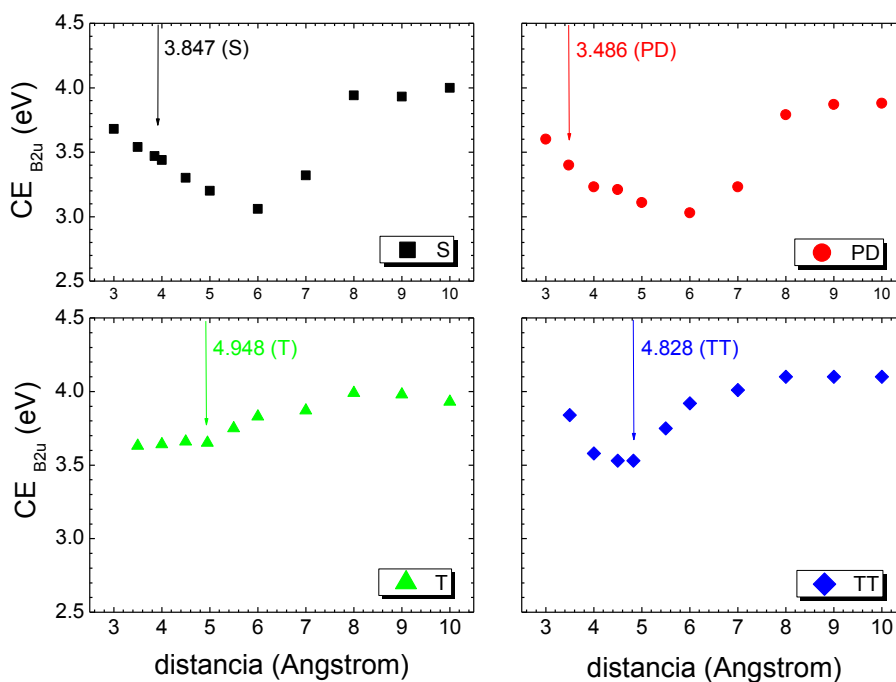 4.5
4.0
3.5
3.0
2.5
CE B2u (eV)
3.847 (S)
S
3 4 5 6 7 8 9 10
3.486 (PD)
PD
3 4 5 6 7 8 9 10
4.5
4.0
3.5
3.0
2.5
CE B2u (eV)
4.948 (T)
T
3 4 5 6 7 8 9 10
distancia (Angstrom)
4.828 (TT)
TT
3 4 5 6 7 8 9 10
distancia (Angstrom)